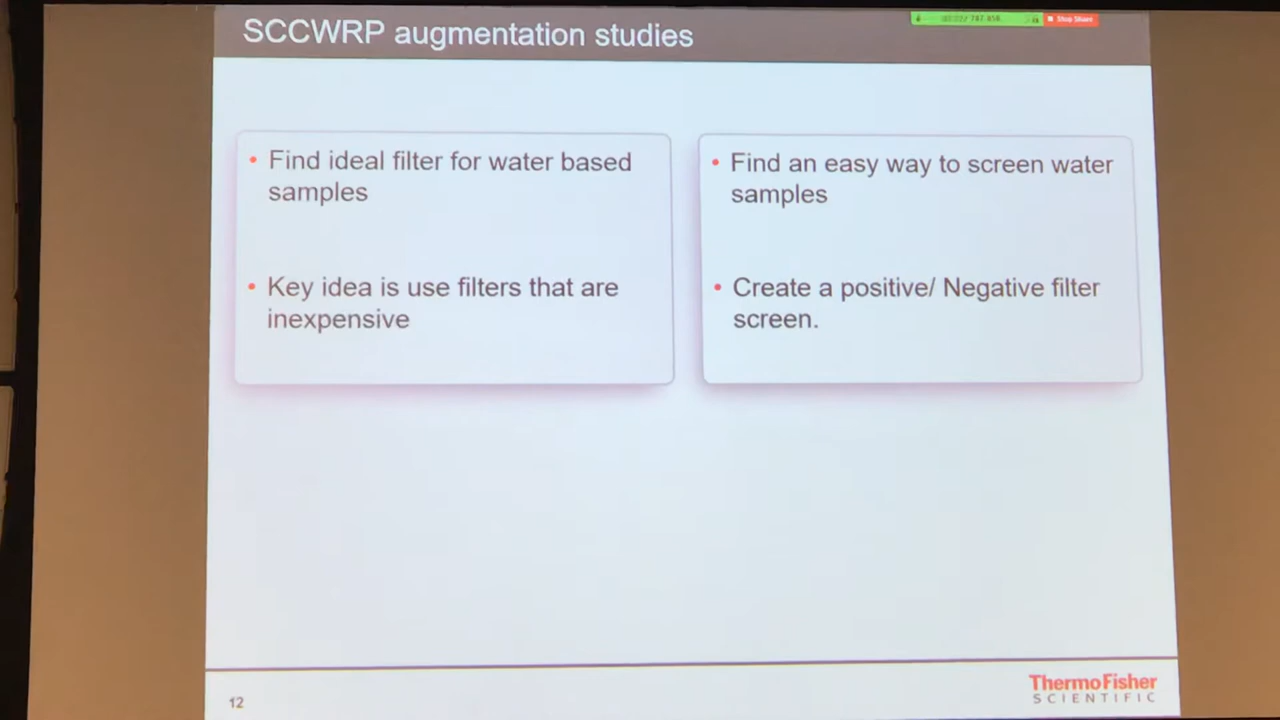 SCCWRP augmentation studies
Stop Share
• Find ideal filter for water based
samples
• Key idea is use filters that are
inexpensive
• Find an easy way to screen water
samples
• Create a positive/ Negative filter
screen.
12
ThermoFisher
SCIENTIFIC